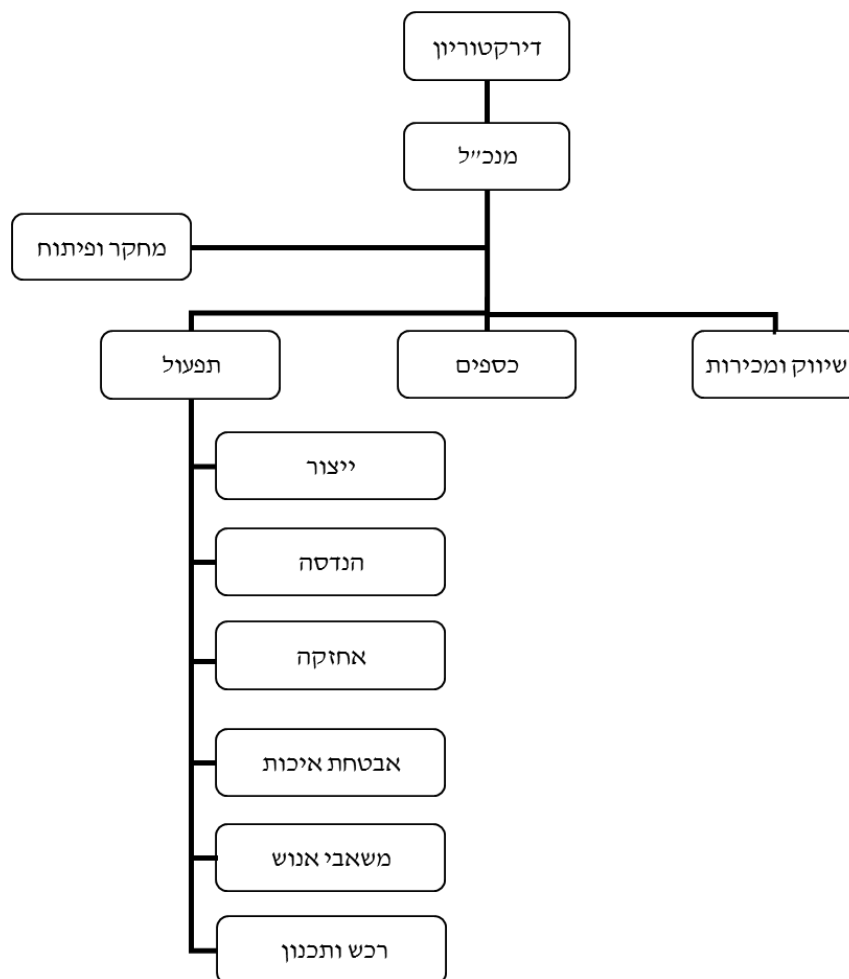 דירקטוריון
מנכ״ל
מחקר ופיתוח
שיווק ומכירות
כספים
תפעול
ייצור
הנדסה
אחזקה
אבטחת איכות
משאבי אנוש
רכש ותכנון